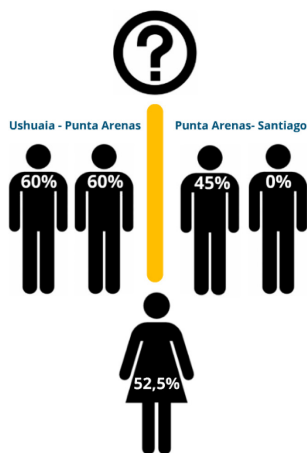 ?
Ushuaia - Punta Arenas
Punta Arenas- Santiago
60% 60% 45% 0%
52,5%